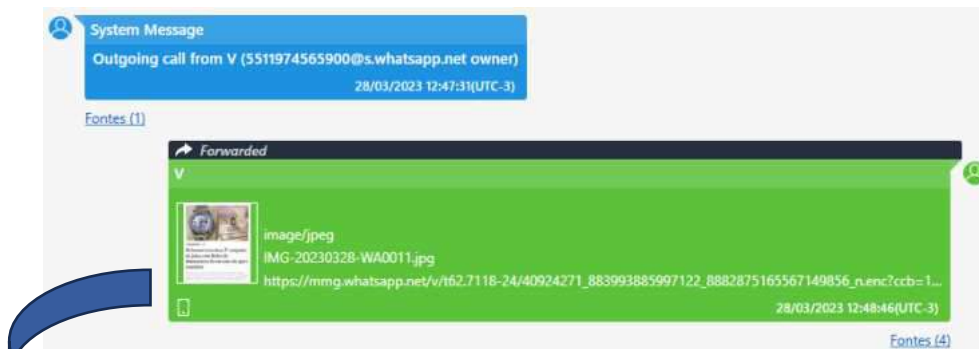 System Message
Outgoing call from V (5511974565900@s.whatsapp.net owner)
28/03/2023 12:47:31(UTC-3)
Fontes (1)
Forwarded
V
image/jpeg
IMG-20230328-WA0011.jpg
https://mmg.whatsapp.net/v/t62.7118-24/40924271_883993885997122_8882875165567149856_n.enc?ccb=1...
28/03/2023 12:48:46(UTC-3)
Fontes (4)